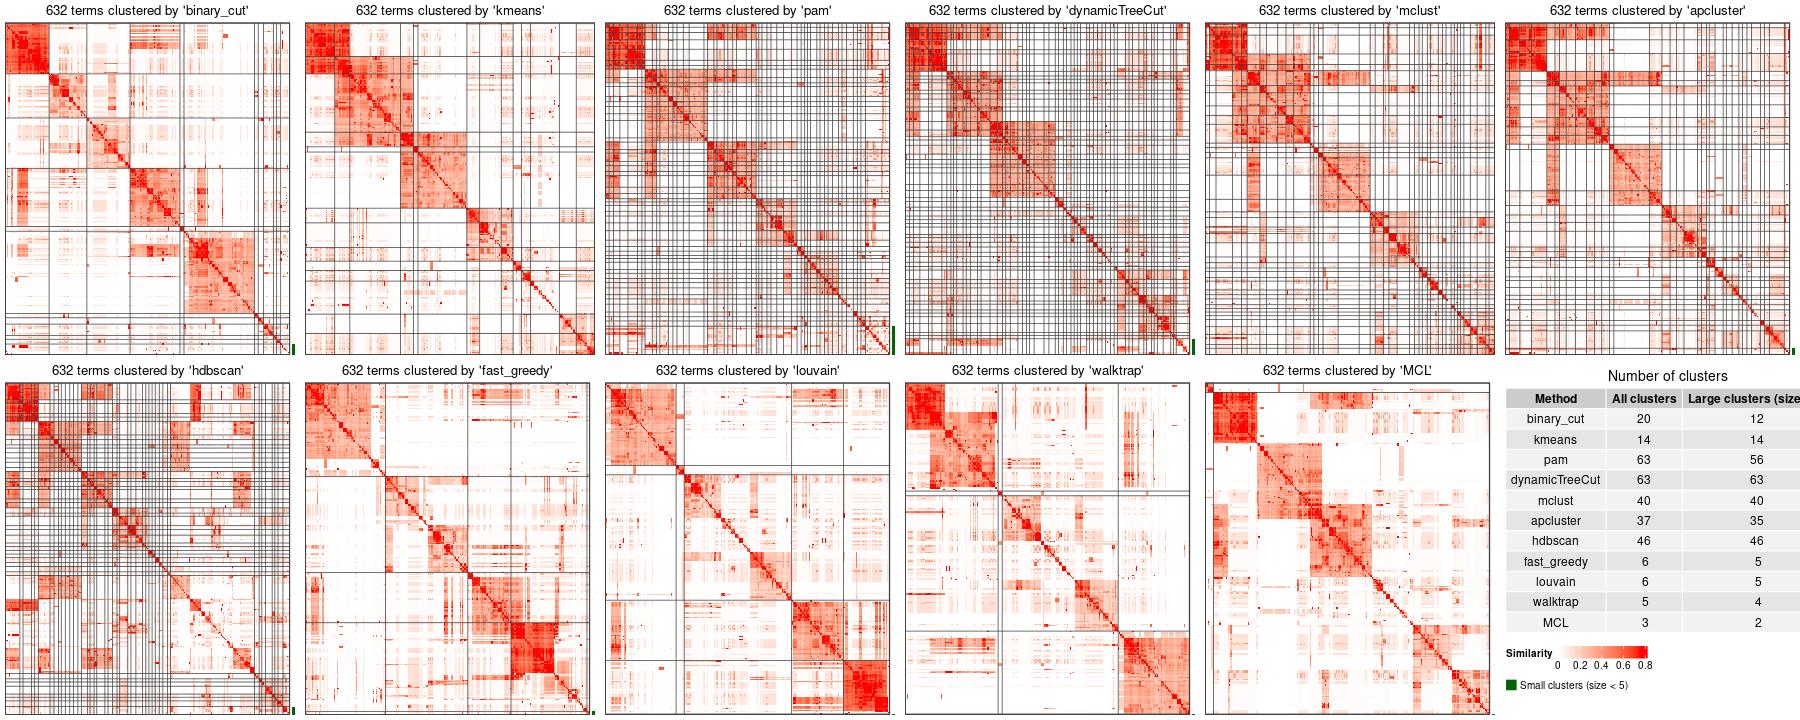 632 terms clustered by 'binary_cut'
632 terms clustered by 'kmeans'
632 terms clustered by 'pam'
632 terms clustered by 'dynamicTreeCut'
632 terms clustered by 'mclust'
632 terms clustered by 'apcluster'
632 terms clustered by 'hdbscan'
632 terms clustered by 'fast_greedy'
632 terms clustered by 'louvain'
632 terms clustered by 'walktrap'
632 terms clustered by 'MCL'
Number of clusters
Method All clusters Large clusters (size
binary_cut 20 12
kmeans 14 14
pam 63 56
dynamicTreeCut 63 63
mclust 40 40
apcluster 37 35
hdbscan 46 46
fast_greedy 6 5
louvain 6 5
walktrap 5 4
MCL 3 2
Similarity
0 0.2 0.4 0.6 0.8
Small clusters (size < 5)